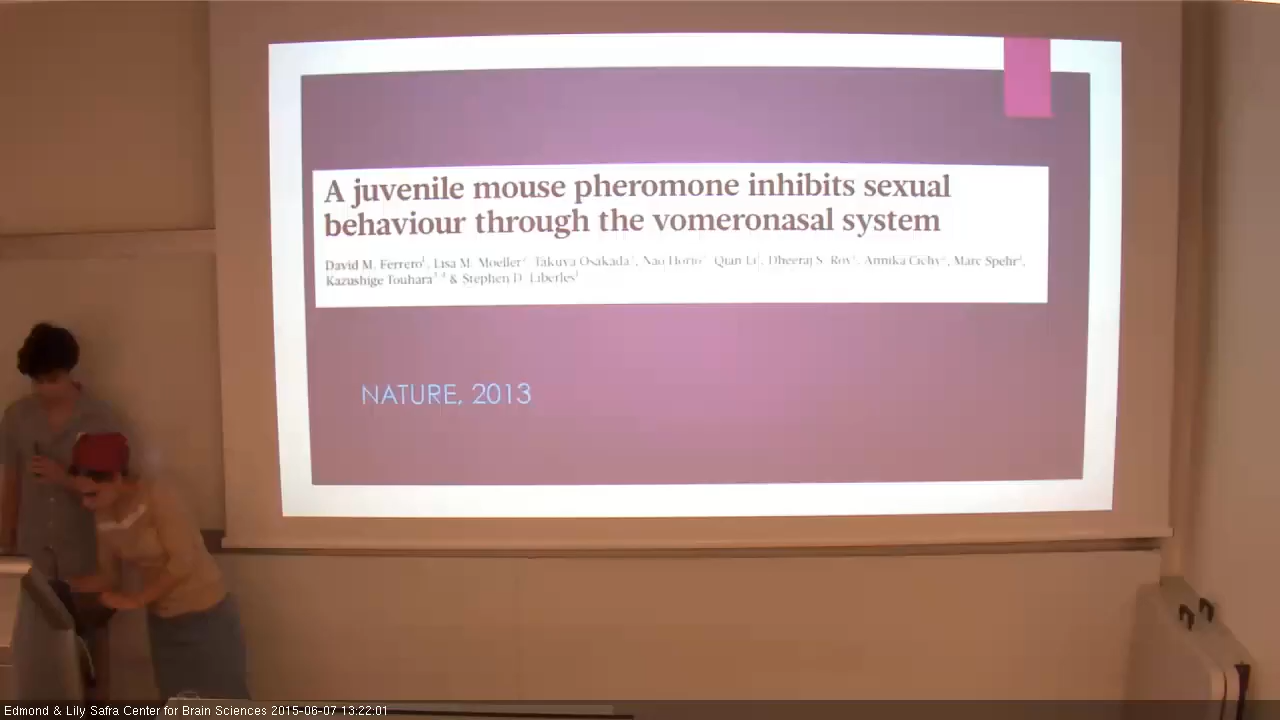 A juvenile mouse pheromone inhibits sexual
behaviour through the vomeronasal system
David M. Ferrero¹, Lisa M. Moeller, Takuya Osakada, Nao Horio, Qian Li, Dheeraj S. Roy, Annika Cichy, Marc Spehr,
Kazushige Touhara & Stephen D. Liberles¹
NATURE, 2013
Edmond & Lily Safra Center for Brain Sciences 2015-06-07 13:22:01